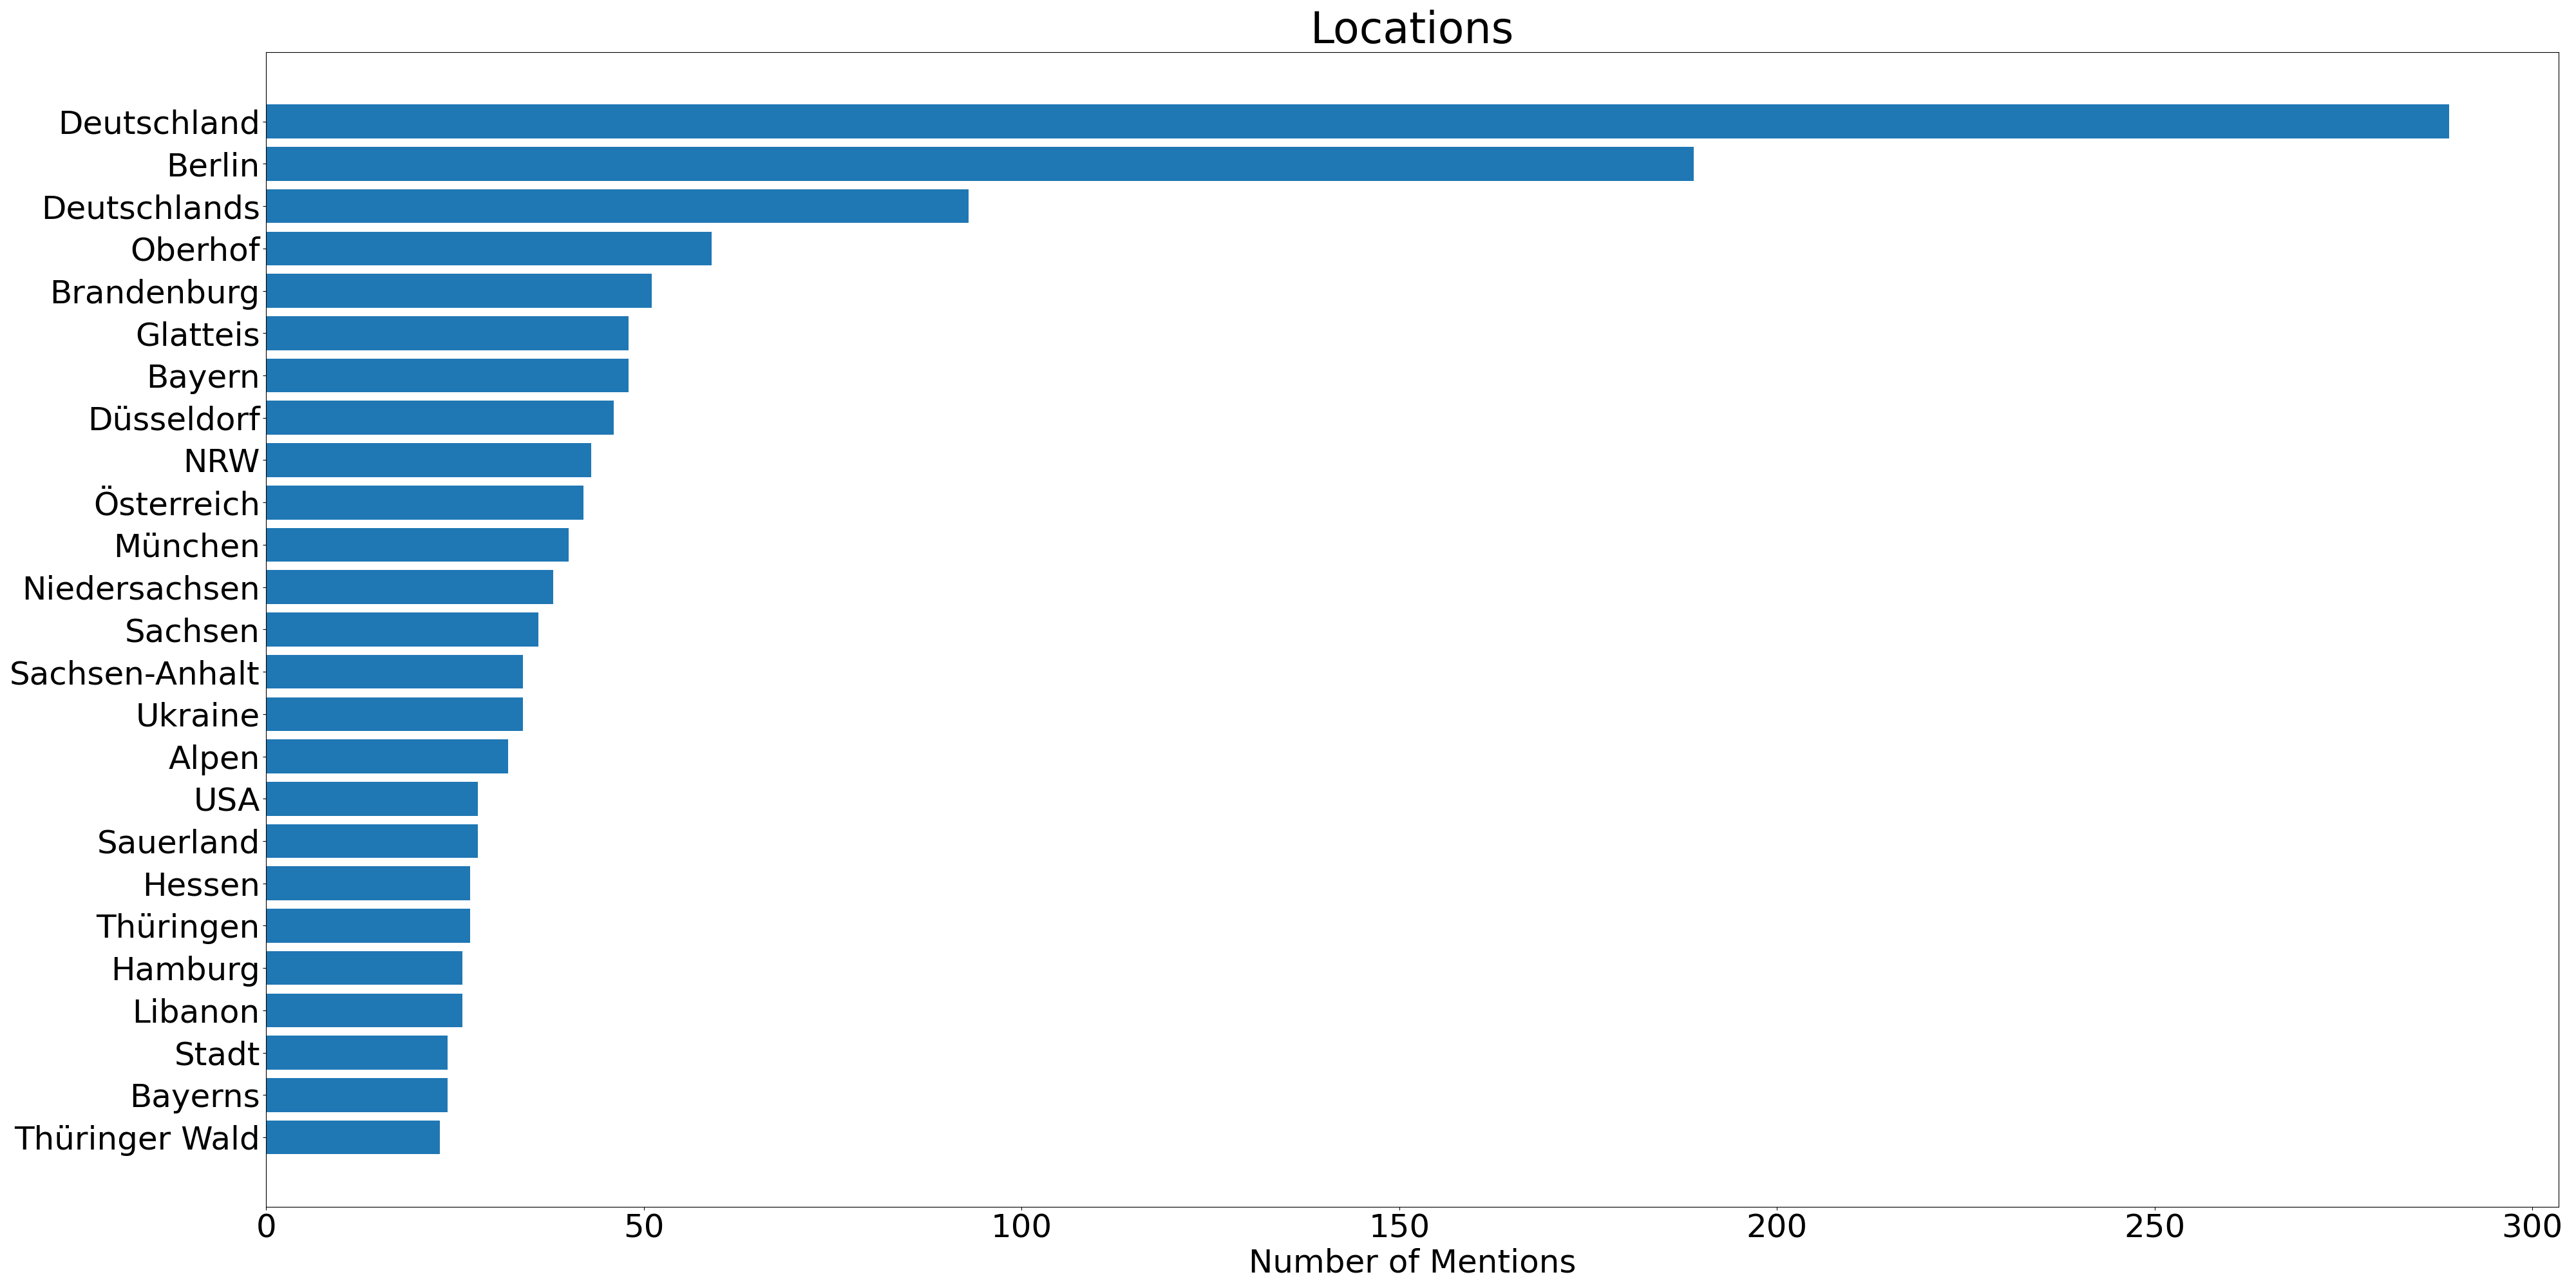 Locations
Deutschland
Berlin
Deutschlands
Oberhof
Brandenburg
Glatteis
Bayern
Düsseldorf
NRW
Österreich
München
Niedersachsen
Sachsen
Sachsen-Anhalt
Ukraine
Alpen
USA
Sauerland
Hessen
Thüringen
Hamburg
Libanon
Stadt
Bayerns
Thüringer Wald
0 50 100 150 200 250 300
Number of Mentions